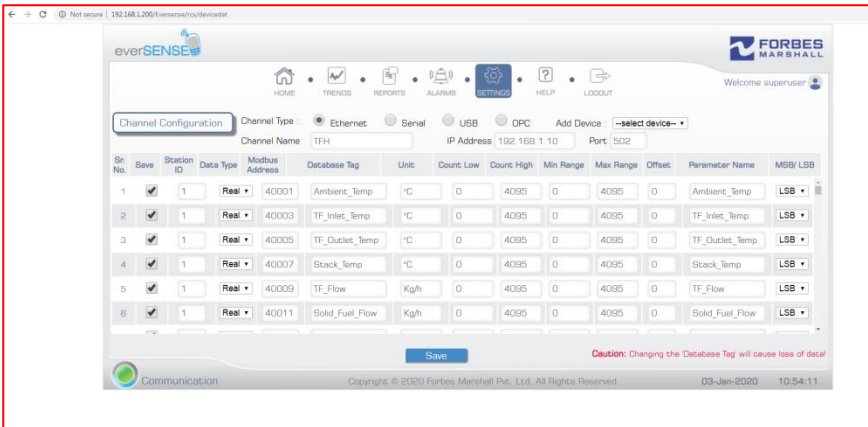 Not secure | 192.168.1.200/Eversense/rcs/devicedat
everSENSE
FORBES MARSHALL
HOME TRENDS REPORTS ALARMS SETTINGS HELP LOGOUT
Welcome superuser
Channel Configuration Channel Type : Ethernet Serial USB OPC Add Device : --select device--
Channel Name TFH IP Address 192.168.1.10 Port 502
Sr. No. Save Station ID Data Type Modbus Address Database Tag Unit Count Low Count High Min Range Max Range Offset Parameter Name MSB/ LSB
1 1 Real 40001 Ambient_Temp °C 0 4095 0 4095 0 Ambient_Temp LSB
2 1 Real 40003 TF_Inlet_Temp °C 0 4095 0 4095 0 TF_Inlet_Temp LSB
3 1 Real 40005 TF_Outlet_Temp °C 0 4095 0 4095 0 TF_Outlet_Temp LSB
4 1 Real 40007 Stack_Temp °C 0 4095 0 4095 0 Stack_Temp LSB
5 1 Real 40009 TF_Flow Kg/h 0 4095 0 4095 0 TF_Flow LSB
6 1 Real 40011 Solid_Fuel_Flow Kg/h 0 4095 0 4095 0 Solid_Fuel_Flow LSB
Save
Caution: Changing the 'Database Tag' will cause loss of data!
Communication Copyright © 2020 Forbes Marshall Pvt. Ltd. All Rights Reserved. 03-Jan-2020 10:54:11